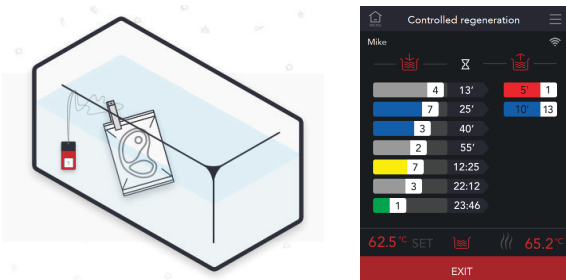 Controlled regeneration
MENU
Mike
4 13' 5' 1
7 25' 10' 13
3 40'
2 55'
7 12:25
3 22:12
1 23:46
62.5°C SET 65.2°C
EXIT